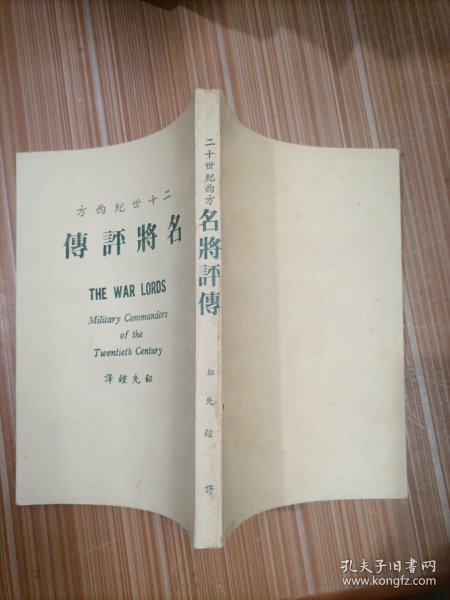 方西紀世十二
傳評將名
THE WAR LORDS
Military Commanders
of the
Twentieth Century
譯鍾先鈕
二十世紀西方
名將評傳
鈕先鍾 譯
孔夫子旧书网
www.kongfz.com